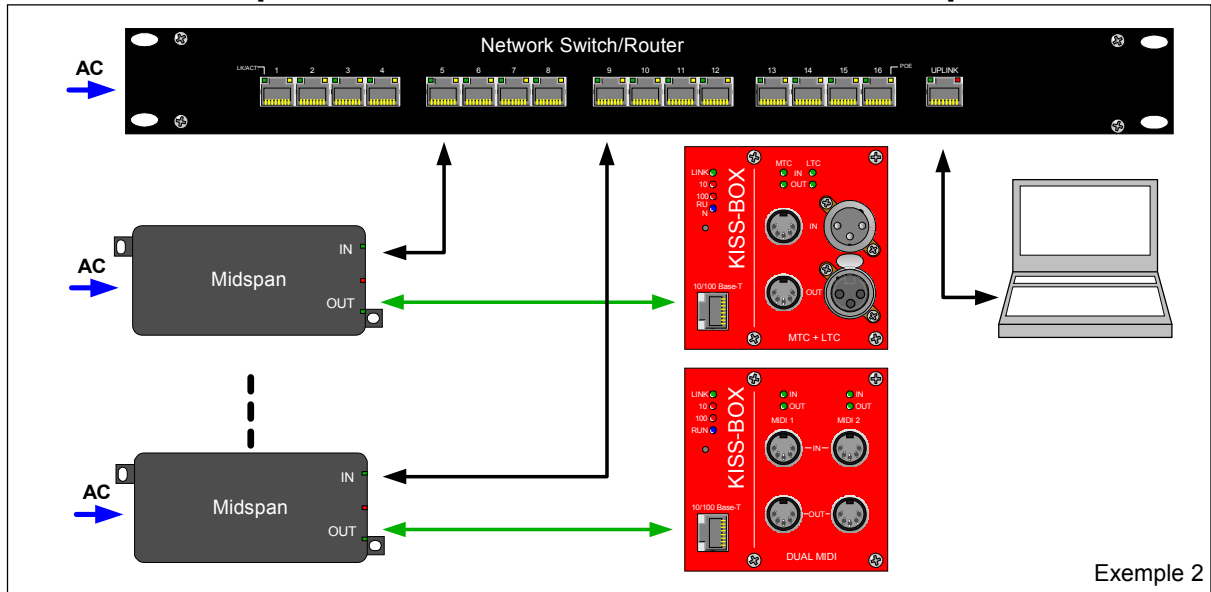 Network Switch/Router
AC
LK/ACT
1 2 3 4 5 6 7 8 9 10 11 12 13 14 15 16
POE
UPLINK
AC
Midspan
IN
OUT
KISS-BOX
LINK
10
100
RU
N
MTC LTC
IN
OUT
IN
OUT
10/100 Base-T
MTC + LTC
AC
Midspan
IN
OUT
KISS-BOX
LINK
10
100
RUN
IN
OUT
IN
OUT
MIDI 1
MIDI 2
IN
OUT
10/100 Base-T
DUAL MIDI
Exemple 2